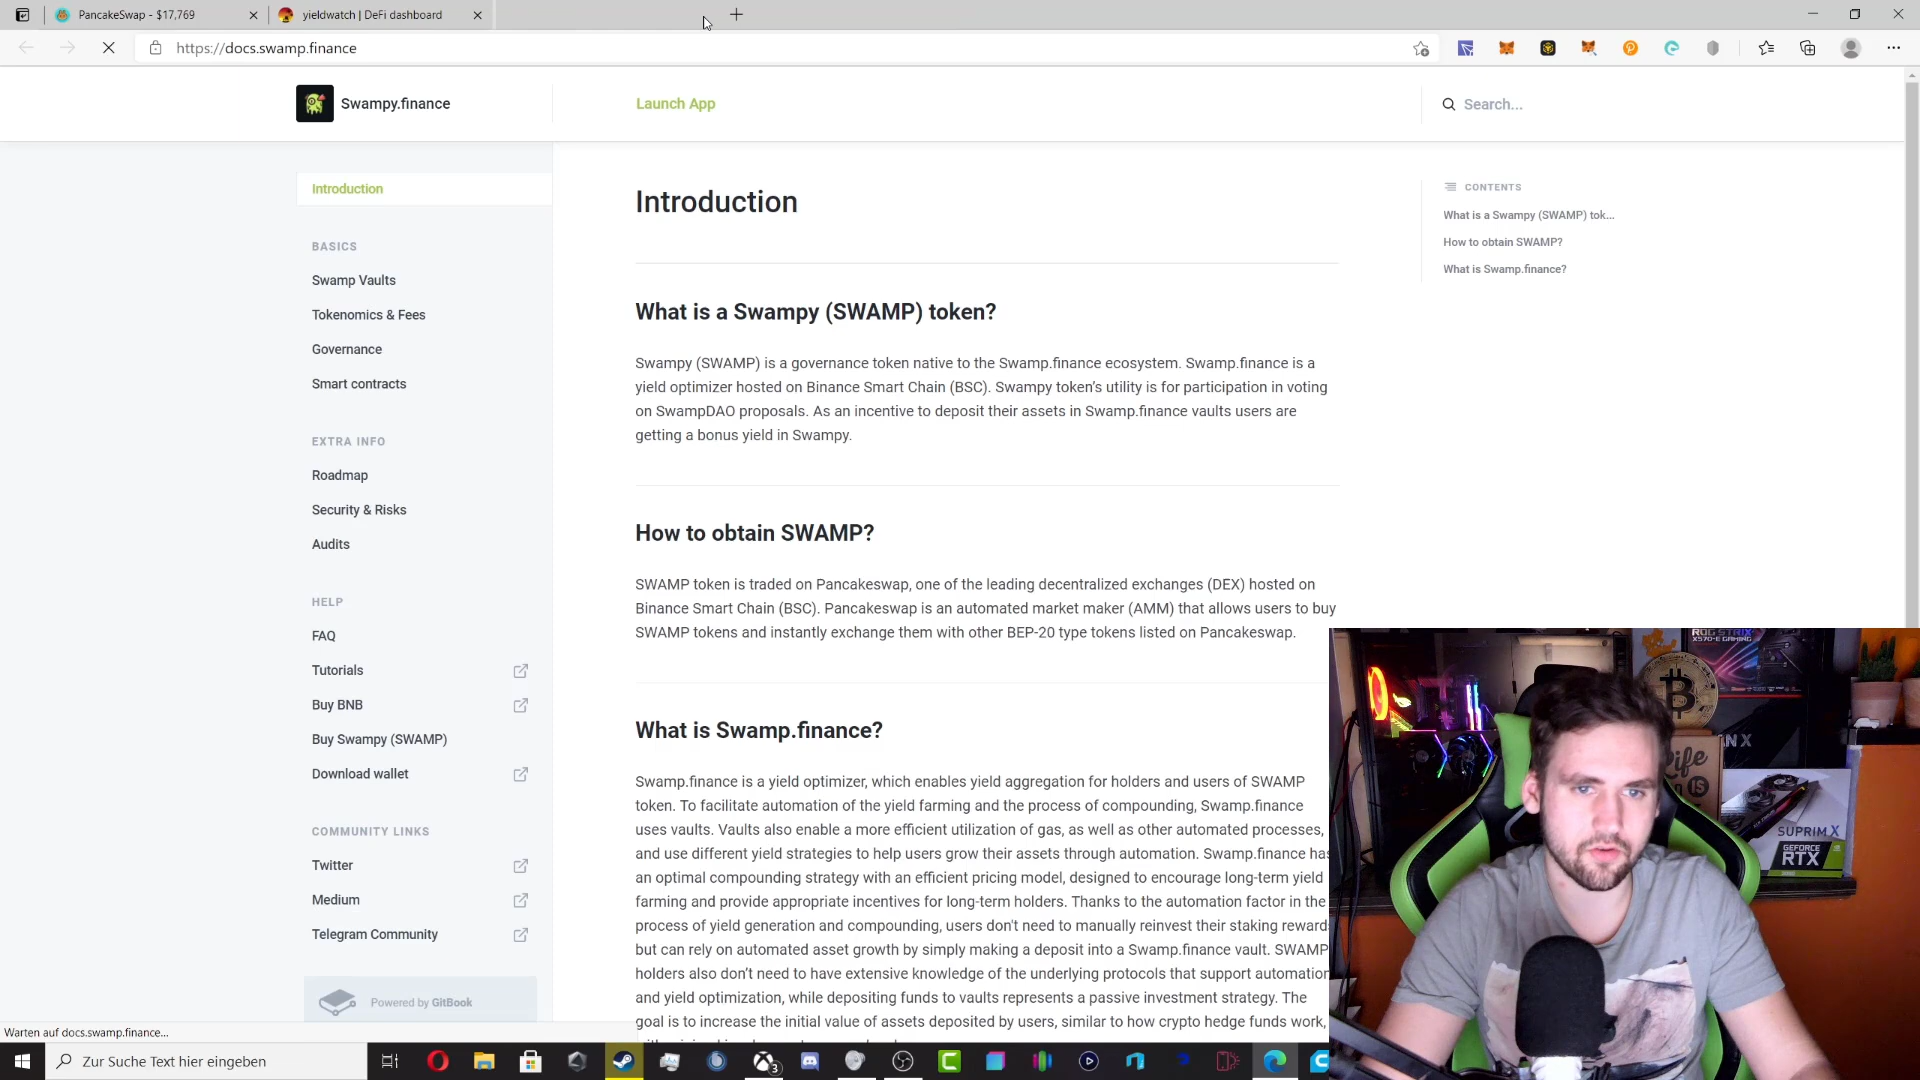 PancakeSwap - $17,769
yieldwatch | DeFi dashboard
https://docs.swamp.finance
Swampy.finance
Launch App
Search...
Introduction
BASICS
Swamp Vaults
Tokenomics & Fees
Governance
Smart contracts
EXTRA INFO
Roadmap
Security & Risks
Audits
HELP
FAQ
Tutorials
Buy BNB
Buy Swampy (SWAMP)
Download wallet
COMMUNITY LINKS
Twitter
Medium
Telegram Community
Powered by GitBook
Introduction
What is a Swampy (SWAMP) token?
Swampy (SWAMP) is a governance token native to the Swamp.finance ecosystem. Swamp.finance is a
yield optimizer hosted on Binance Smart Chain (BSC). Swampy token's utility is for participation in voting
on SwampDAO proposals. As an incentive to deposit their assets in Swamp.finance vaults users are
getting a bonus yield in Swampy.
How to obtain SWAMP?
SWAMP token is traded on Pancakeswap, one of the leading decentralized exchanges (DEX) hosted on
Binance Smart Chain (BSC). Pancakeswap is an automated market maker (AMM) that allows users to buy
SWAMP tokens and instantly exchange them with other BEP-20 type tokens listed on Pancakeswap.
What is Swamp.finance?
Swamp.finance is a yield optimizer, which enables yield aggregation for holders and users of SWAMP
token. To facilitate automation of the yield farming and the process of compounding, Swamp.finance
uses vaults. Vaults also enable a more efficient utilization of gas, as well as other automated processes,
and use different yield strategies to help users grow their assets through automation. Swamp.finance has
an optimal compounding strategy with an efficient pricing model, designed to encourage long-term yield
farming and provide appropriate incentives for long-term holders. Thanks to the automation factor in the
process of yield generation and compounding, users don't need to manually reinvest their staking reward
but can rely on automated asset growth by simply making a deposit into a Swamp.finance vault. SWAMP
holders also don't need to have extensive knowledge of the underlying protocols that support automation
and yield optimization, while depositing funds to vaults represents a passive investment strategy. The
goal is to increase the initial value of assets deposited by users, similar to how crypto hedge funds work,
CONTENTS
What is a Swampy (SWAMP) tok...
How to obtain SWAMP?
What is Swamp.finance?
ROG STRIX
X570-E GAMING
SUPRIM X
GEFORCE
RTX
Warten auf docs.swamp.finance...
Zur Suche Text hier eingeben
3